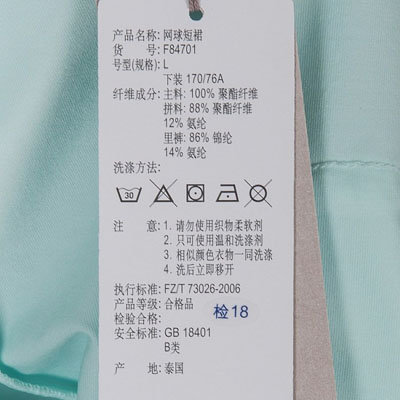 产品名称: 网球短裙
货 号: F84701
号型(规格): L
下装 170/76A
纤维成分: 主料: 100% 聚酯纤维
拼料: 88% 聚酯纤维
12% 氨纶
里裤: 86% 锦纶
14% 氨纶
洗涤方法:
30
注 意: 1. 请勿使用织物柔软剂
2. 只可使用温和洗涤剂
3. 相似颜色衣物一同洗涤
4. 洗后立即移开
执行标准: FZ/T 73026-2006
产品等级: 合格品
检验合格: 检18
安全标准: GB 18401
B类
产 地: 泰国